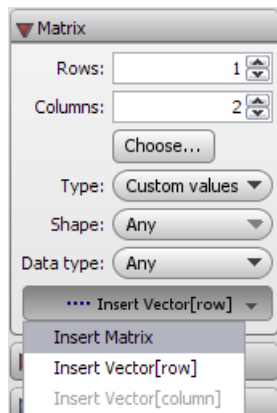 Matrix
Rows: 1
Columns: 2
Choose...
Type: Custom values
Shape: Any
Data type: Any
Insert Vector[row]
Insert Matrix
Insert Vector[row]
Insert Vector[column]